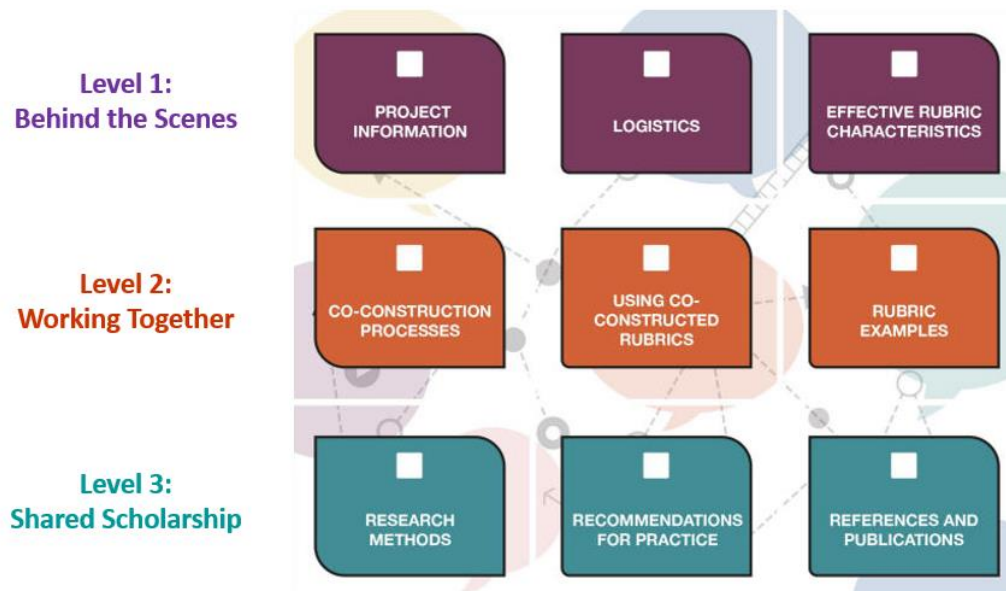 Level 1:
Behind the Scenes
PROJECT
INFORMATION
LOGISTICS
EFFECTIVE RUBRIC
CHARACTERISTICS
Level 2:
Working Together
CO-CONSTRUCTION
PROCESSES
USING CO-
CONSTRUCTED
RUBRICS
RUBRIC
EXAMPLES
Level 3:
Shared Scholarship
RESEARCH
METHODS
RECOMMENDATIONS
FOR PRACTICE
REFERENCES AND
PUBLICATIONS